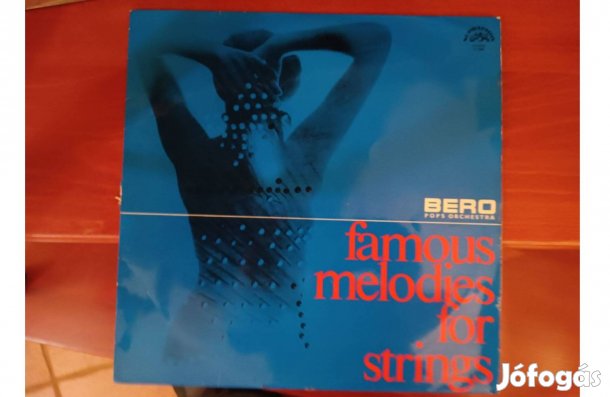 BERO
POPS ORCHESTRA
famous
melodies
for
strings
Jófogás